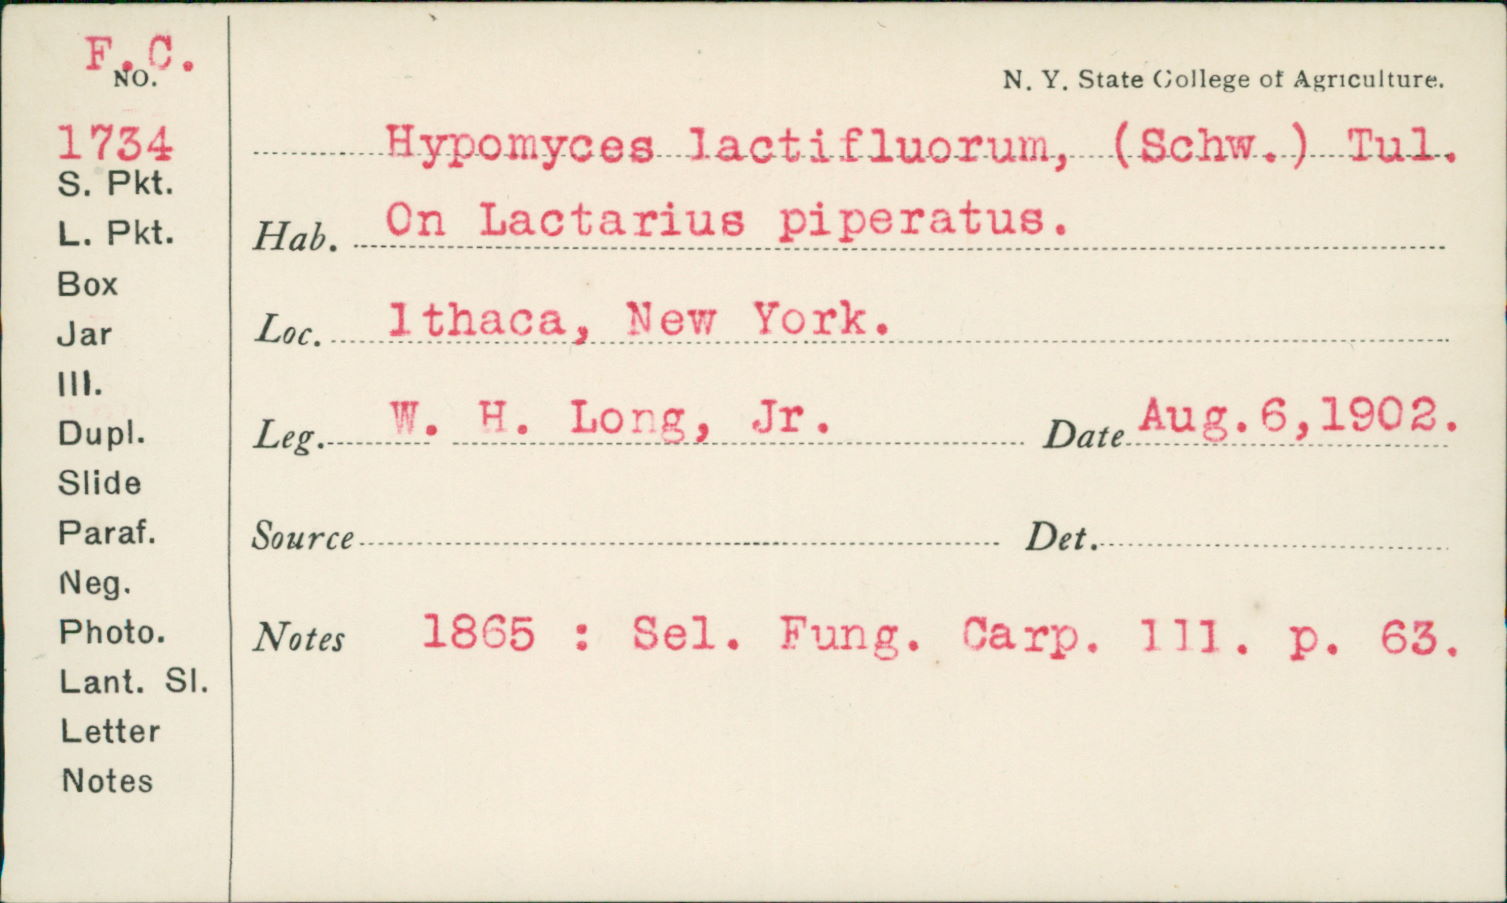 F.C.
NO.
1734
S. Pkt.
L. Pkt.
Box
Jar
Ill.
Dupl.
Slide
Paraf.
Neg.
Photo.
Lant. Sl.
Letter
Notes
N. Y. State College of Agriculture.
Hypomyces lactifluorum, (Schw.) Tul.
Hab. On Lactarius piperatus.
Loc. Ithaca, New York.
Leg. W. H. Long, Jr. Date Aug.6,1902.
Source Det.
Notes 1865 : Sel. Fung. Carp. 111. p. 63.